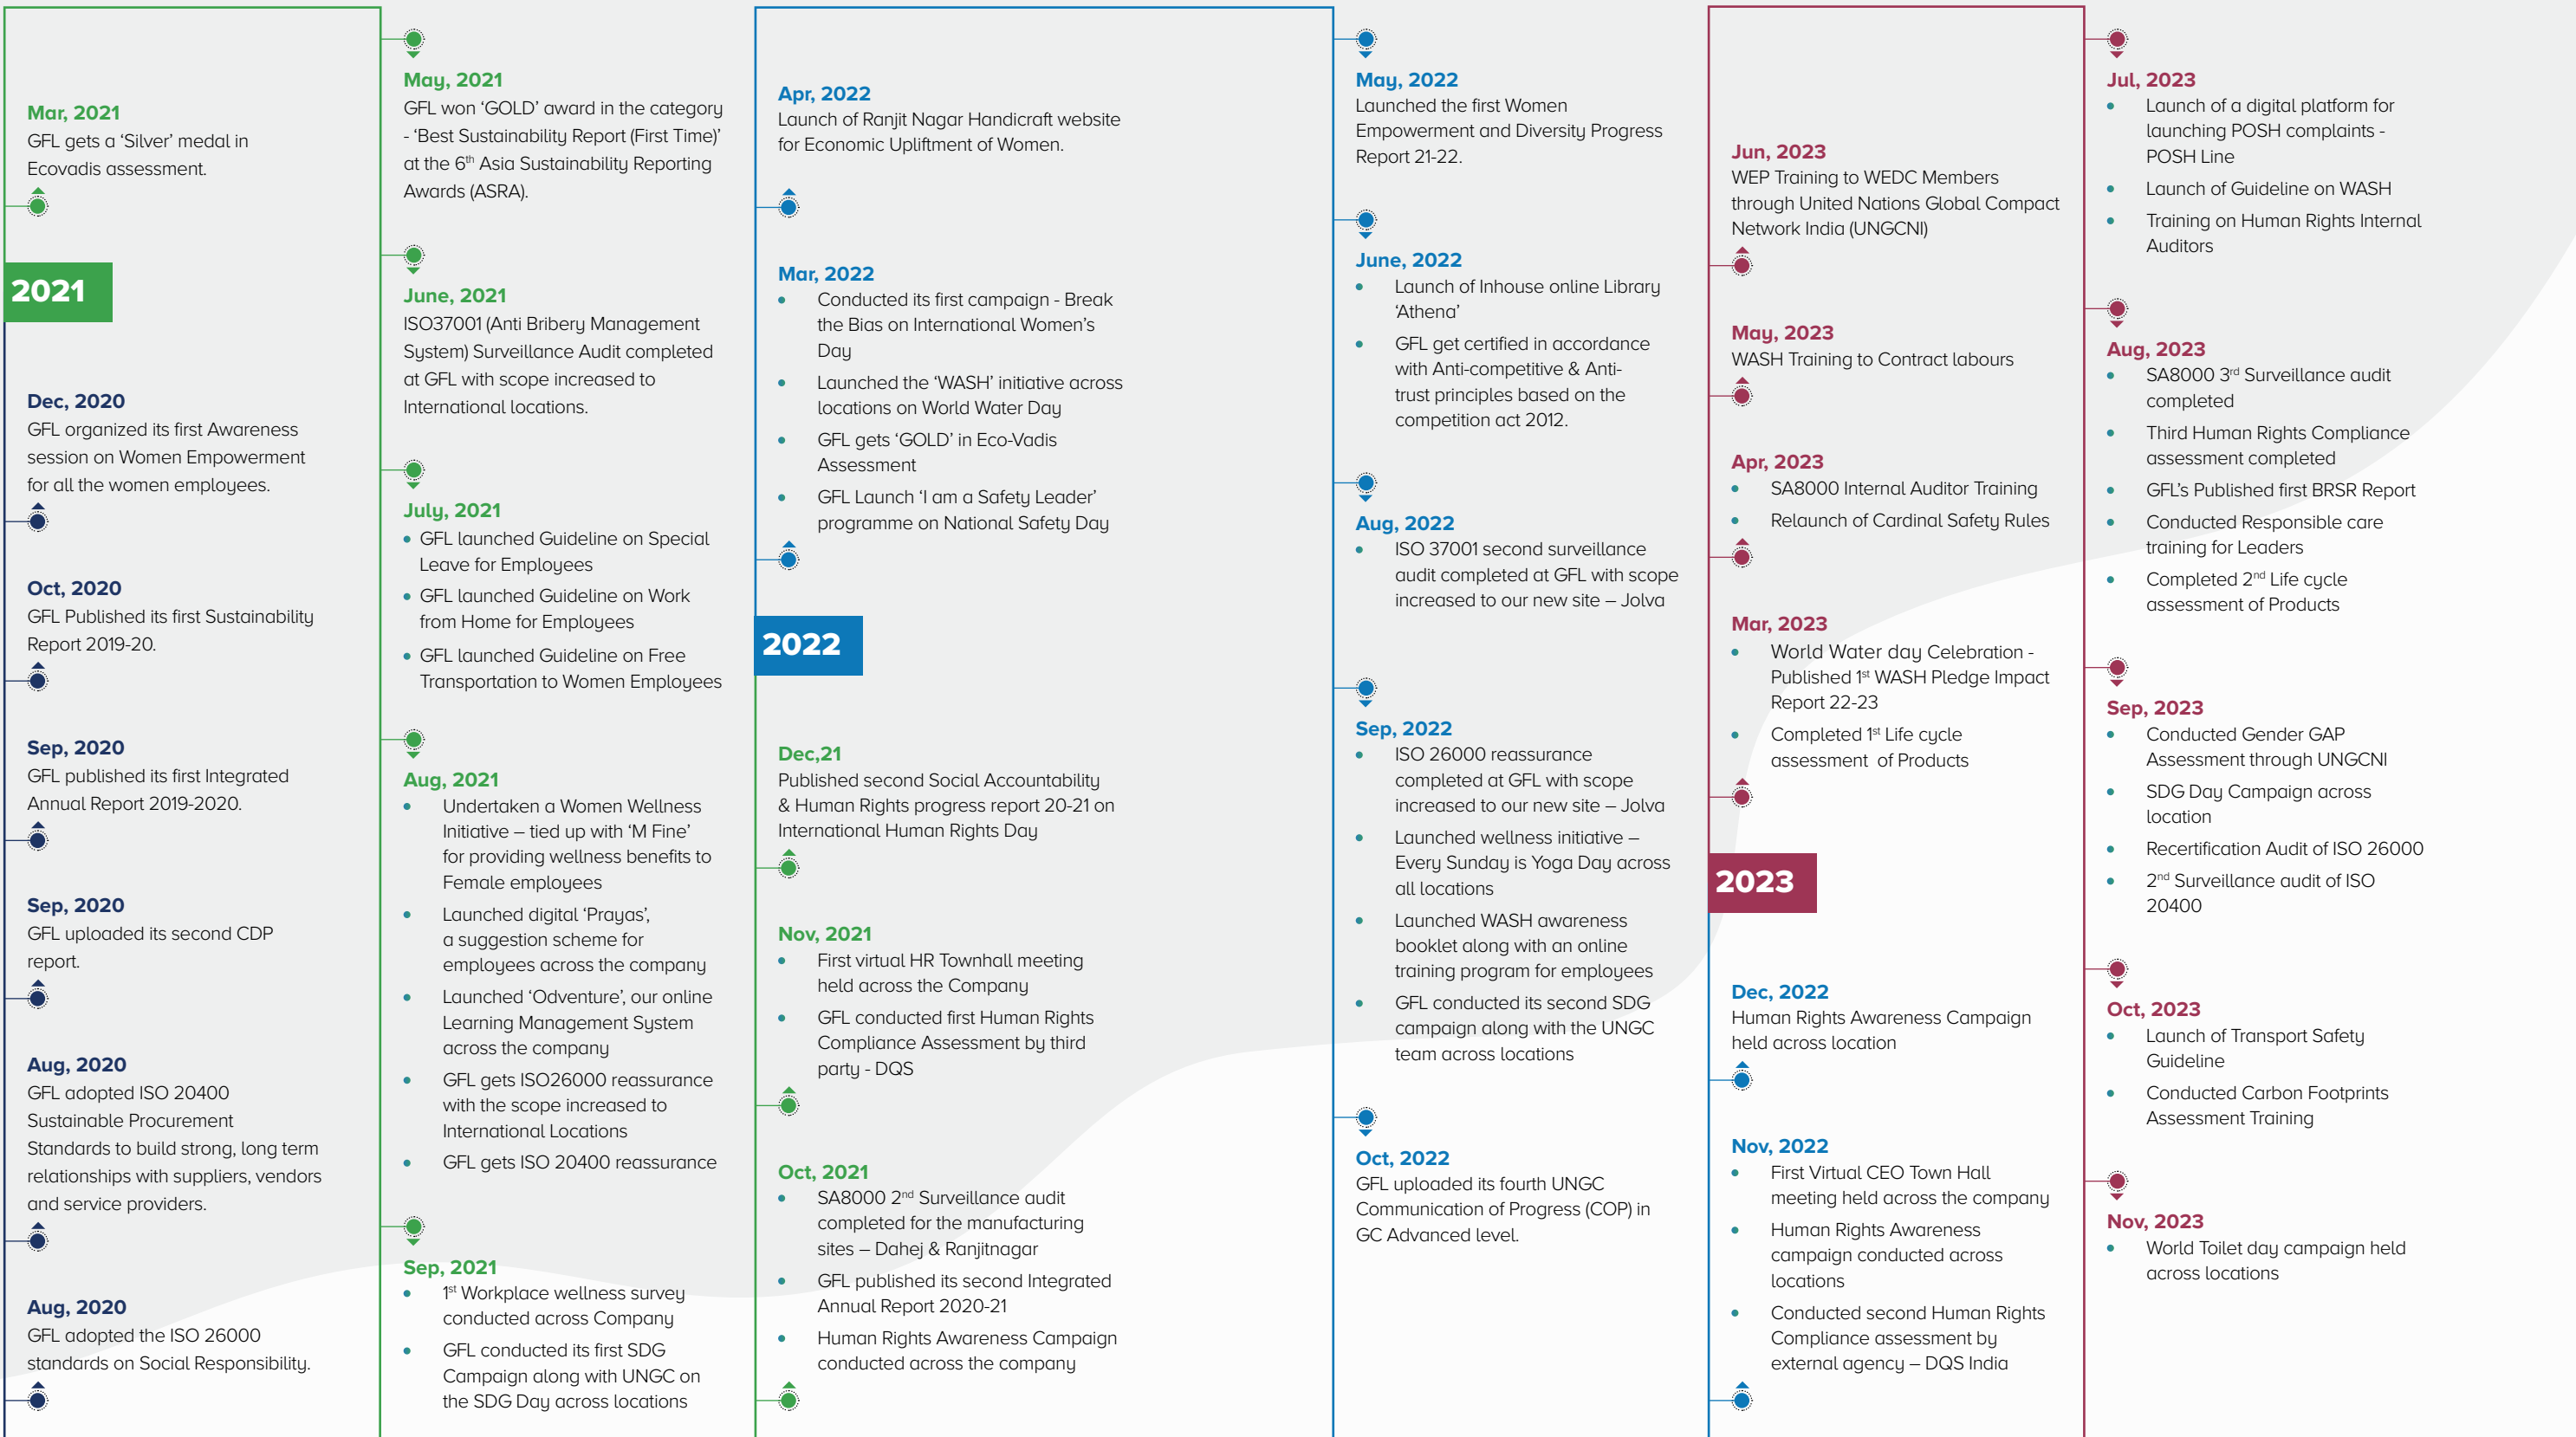 Mar, 2021
GFL gets a ‘Silver’ medal in
Ecovadis assessment.
2021
Dec, 2020
GFL organized its first Awareness
session on Women Empowerment
for all the women employees.
Oct, 2020
GFL Published its first Sustainability
Report 2019-20.
Sep, 2020
GFL published its first Integrated
Annual Report 2019-2020.
Sep, 2020
GFL uploaded its second CDP
report.
Aug, 2020
GFL adopted ISO 20400
Sustainable Procurement
Standards to build strong, long term
relationships with suppliers, vendors
and service providers.
Aug, 2020
GFL adopted the ISO 26000
standards on Social Responsibility.
May, 2021
GFL won ‘GOLD’ award in the category
- ‘Best Sustainability Report (First Time)’
at the 6th Asia Sustainability Reporting
Awards (ASRA).
June, 2021
ISO37001 (Anti Bribery Management
System) Surveillance Audit completed
at GFL with scope increased to
International locations.
July, 2021
• GFL launched Guideline on Special
Leave for Employees
• GFL launched Guideline on Work
from Home for Employees
• GFL launched Guideline on Free
Transportation to Women Employees
Aug, 2021
• Undertaken a Women Wellness
Initiative – tied up with ‘M Fine’
for providing wellness benefits to
Female employees
• Launched digital ‘Prayas’,
a suggestion scheme for
employees across the company
• Launched ‘Odventure’, our online
Learning Management System
across the company
• GFL gets ISO26000 reassurance
with the scope increased to
International Locations
• GFL gets ISO 20400 reassurance
Sep, 2021
• 1st Workplace wellness survey
conducted across Company
• GFL conducted its first SDG
Campaign along with UNGC on
the SDG Day across locations
Apr, 2022
Launch of Ranjit Nagar Handicraft website
for Economic Upliftment of Women.
Mar, 2022
• Conducted its first campaign - Break
the Bias on International Women’s
Day
• Launched the ‘WASH’ initiative across
locations on World Water Day
• GFL gets ‘GOLD’ in Eco-Vadis
Assessment
• GFL Launch ‘I am a Safety Leader’
programme on National Safety Day
2022
Dec,21
Published second Social Accountability
& Human Rights progress report 20-21 on
International Human Rights Day
Nov, 2021
• First virtual HR Townhall meeting
held across the Company
• GFL conducted first Human Rights
Compliance Assessment by third
party - DQS
Oct, 2021
• SA8000 2nd Surveillance audit
completed for the manufacturing
sites – Dahej & Ranjitnagar
• GFL published its second Integrated
Annual Report 2020-21
• Human Rights Awareness Campaign
conducted across the company
May, 2022
Launched the first Women
Empowerment and Diversity Progress
Report 21-22.
June, 2022
• Launch of Inhouse online Library
‘Athena’
• GFL get certified in accordance
with Anti-competitive & Anti-
trust principles based on the
competition act 2012.
Aug, 2022
• ISO 37001 second surveillance
audit completed at GFL with scope
increased to our new site – Jolva
Sep, 2022
• ISO 26000 reassurance
completed at GFL with scope
increased to our new site – Jolva
• Launched wellness initiative –
Every Sunday is Yoga Day across
all locations
• Launched WASH awareness
booklet along with an online
training program for employees
• GFL conducted its second SDG
campaign along with the UNGC
team across locations
Oct, 2022
GFL uploaded its fourth UNGC
Communication of Progress (COP) in
GC Advanced level.
Jun, 2023
WEP Training to WEDC Members
through United Nations Global Compact
Network India (UNGCNI)
May, 2023
WASH Training to Contract labours
Apr, 2023
• SA8000 Internal Auditor Training
• Relaunch of Cardinal Safety Rules
Mar, 2023
• World Water day Celebration -
Published 1st WASH Pledge Impact
Report 22-23
• Completed 1st Life cycle
assessment of Products
2023
Dec, 2022
Human Rights Awareness Campaign
held across location
Nov, 2022
• First Virtual CEO Town Hall
meeting held across the company
• Human Rights Awareness
campaign conducted across
locations
• Conducted second Human Rights
Compliance assessment by
external agency – DQS India
Jul, 2023
• Launch of a digital platform for
launching POSH complaints -
POSH Line
• Launch of Guideline on WASH
• Training on Human Rights Internal
Auditors
Aug, 2023
• SA8000 3rd Surveillance audit
completed
• Third Human Rights Compliance
assessment completed
• GFL’s Published first BRSR Report
• Conducted Responsible care
training for Leaders
• Completed 2nd Life cycle
assessment of Products
Sep, 2023
• Conducted Gender GAP
Assessment through UNGCNI
• SDG Day Campaign across
location
• Recertification Audit of ISO 26000
• 2nd Surveillance audit of ISO
20400
Oct, 2023
• Launch of Transport Safety
Guideline
• Conducted Carbon Footprints
Assessment Training
Nov, 2023
• World Toilet day campaign held
across locations